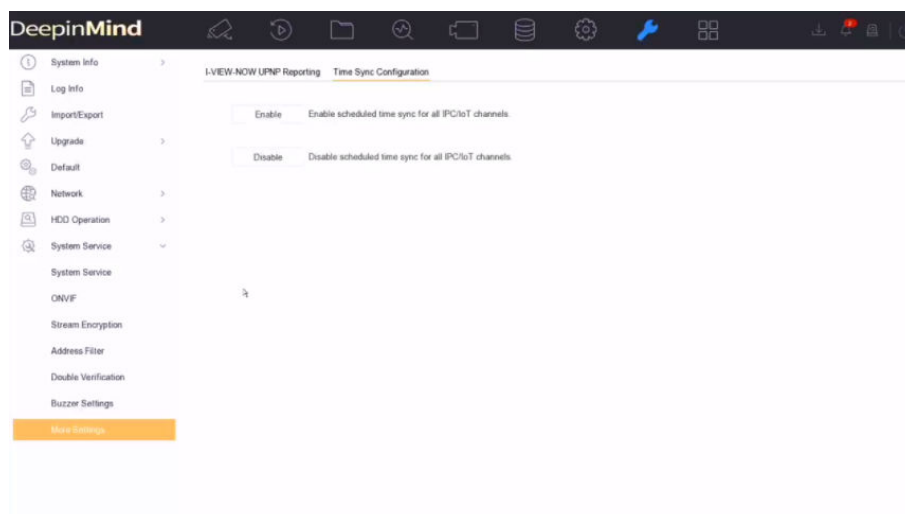 DeepinMind
System Info
Log Info
Import/Export
Upgrade
Default
Network
HDD Operation
System Service
System Service
ONVIF
Stream Encryption
Address Filter
Double Verification
Buzzer Settings
More Settings
I-VIEW-NOW UPNP Reporting Time Sync Configuration
Enable Enable scheduled time sync for all IPC/IoT channels.
Disable Disable scheduled time sync for all IPC/IoT channels.